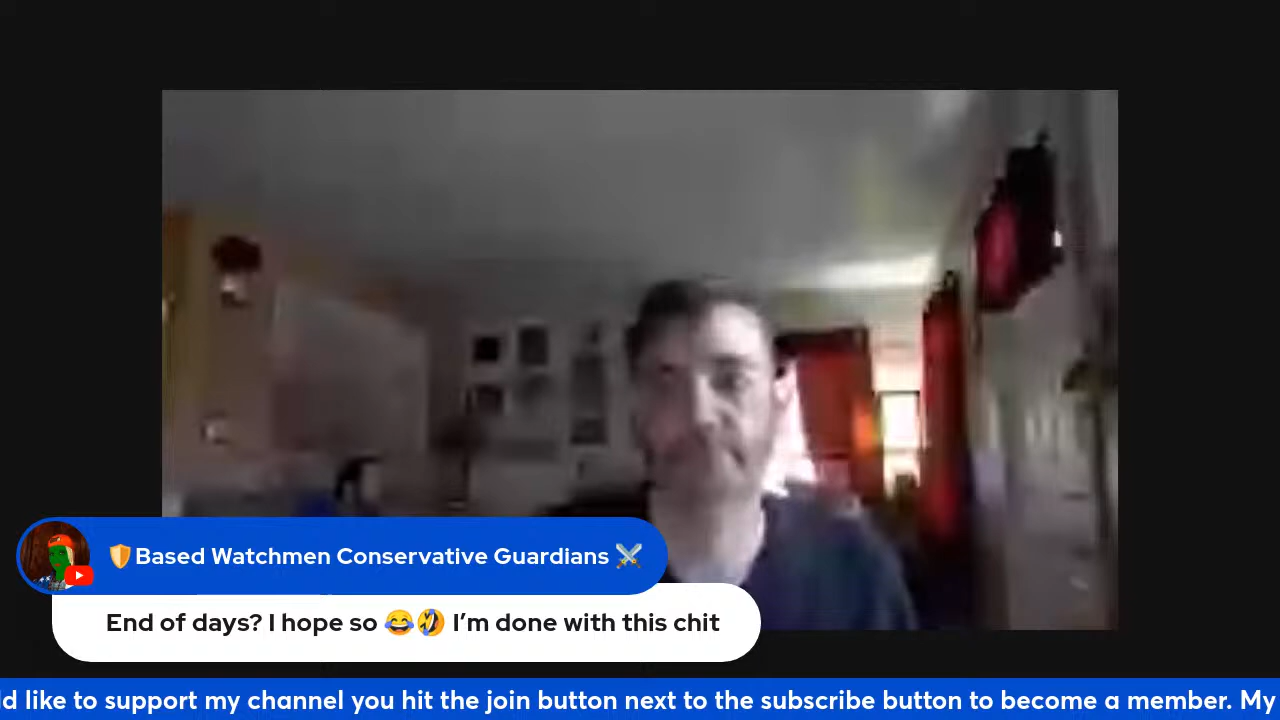 🛡️Based Watchmen Conservative Guardians ⚔️
End of days? I hope so 😂🤣 I’m done with this chit
d like to support my channel you hit the join button next to the subscribe button to become a member. My